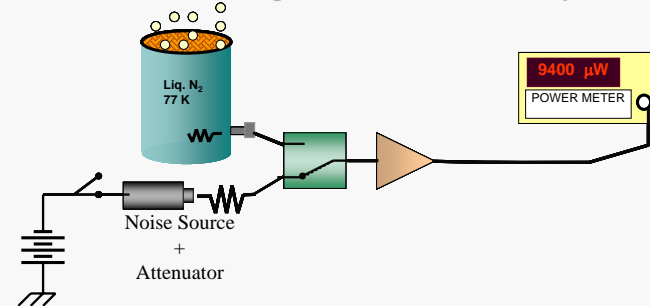 Liq. N₂
77 K
9400 µW
POWER METER
Noise Source
+
Attenuator